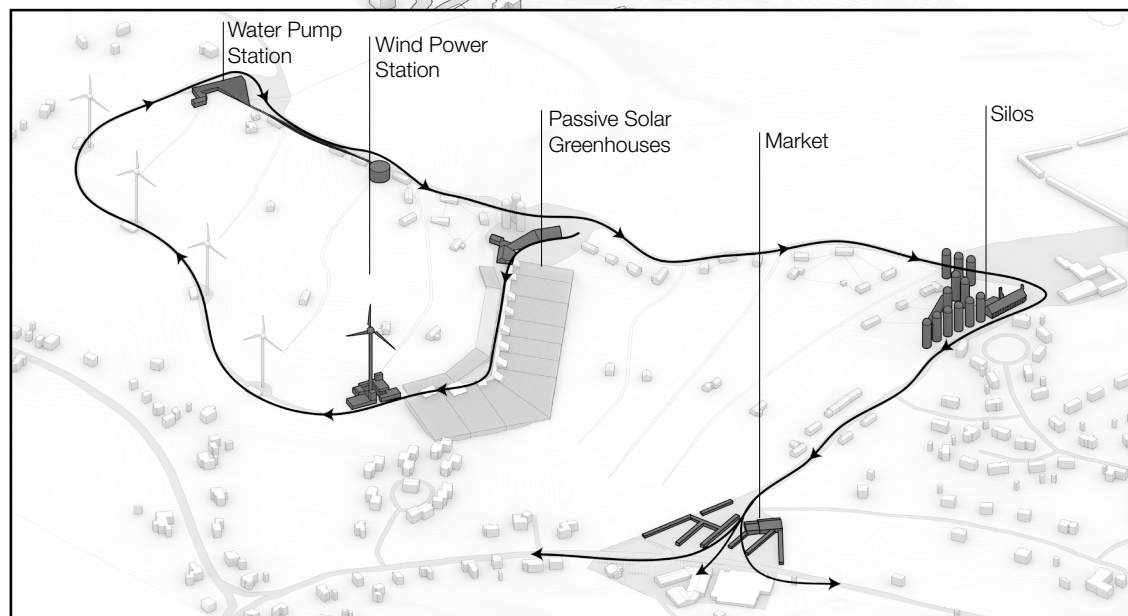 Water Pump
Station
Wind Power
Station
Passive Solar
Greenhouses
Market
Silos